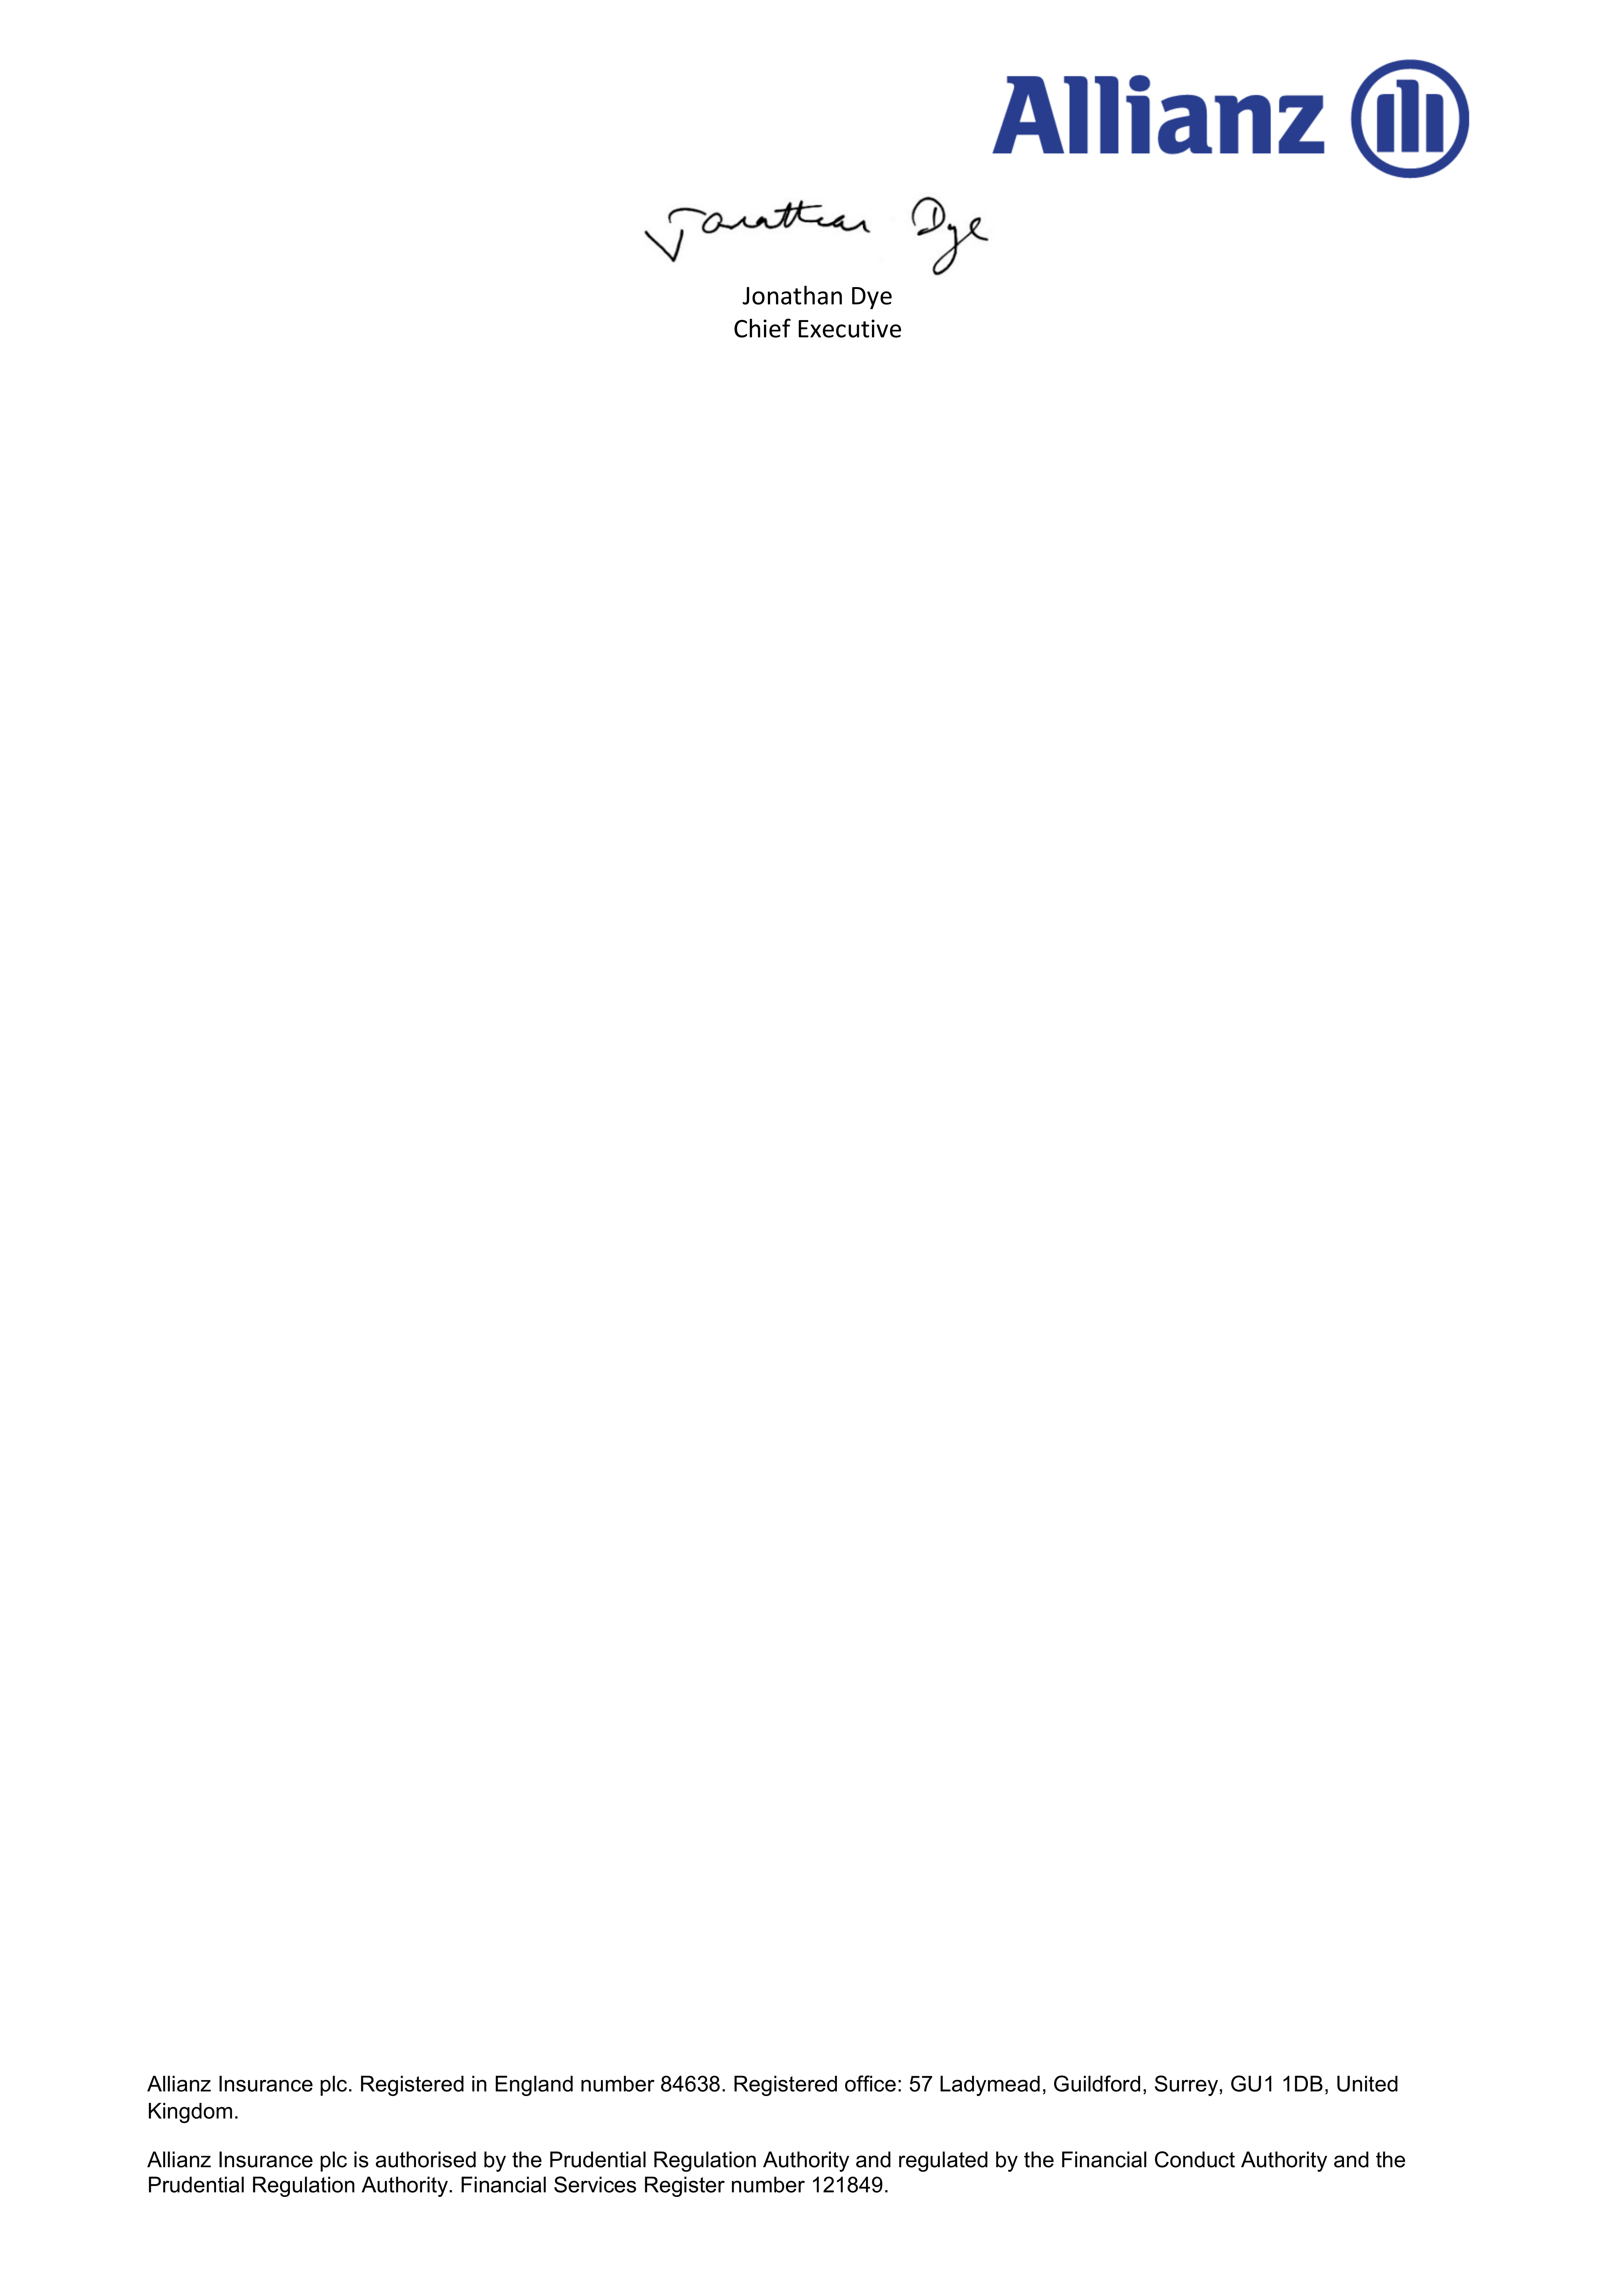 Allianz
Jonathan Dye
Jonathan Dye
Chief Executive
Allianz Insurance plc. Registered in England number 84638. Registered office: 57 Ladymead, Guildford, Surrey, GU1 1DB, United
Kingdom.
Allianz Insurance plc is authorised by the Prudential Regulation Authority and regulated by the Financial Conduct Authority and the
Prudential Regulation Authority. Financial Services Register number 121849.